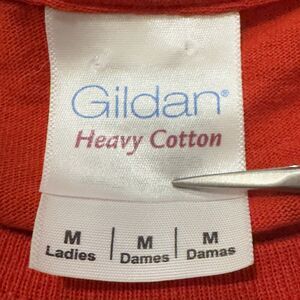 Gildan®
Heavy Cotton
M | M | M
Ladies | Dames | Damas